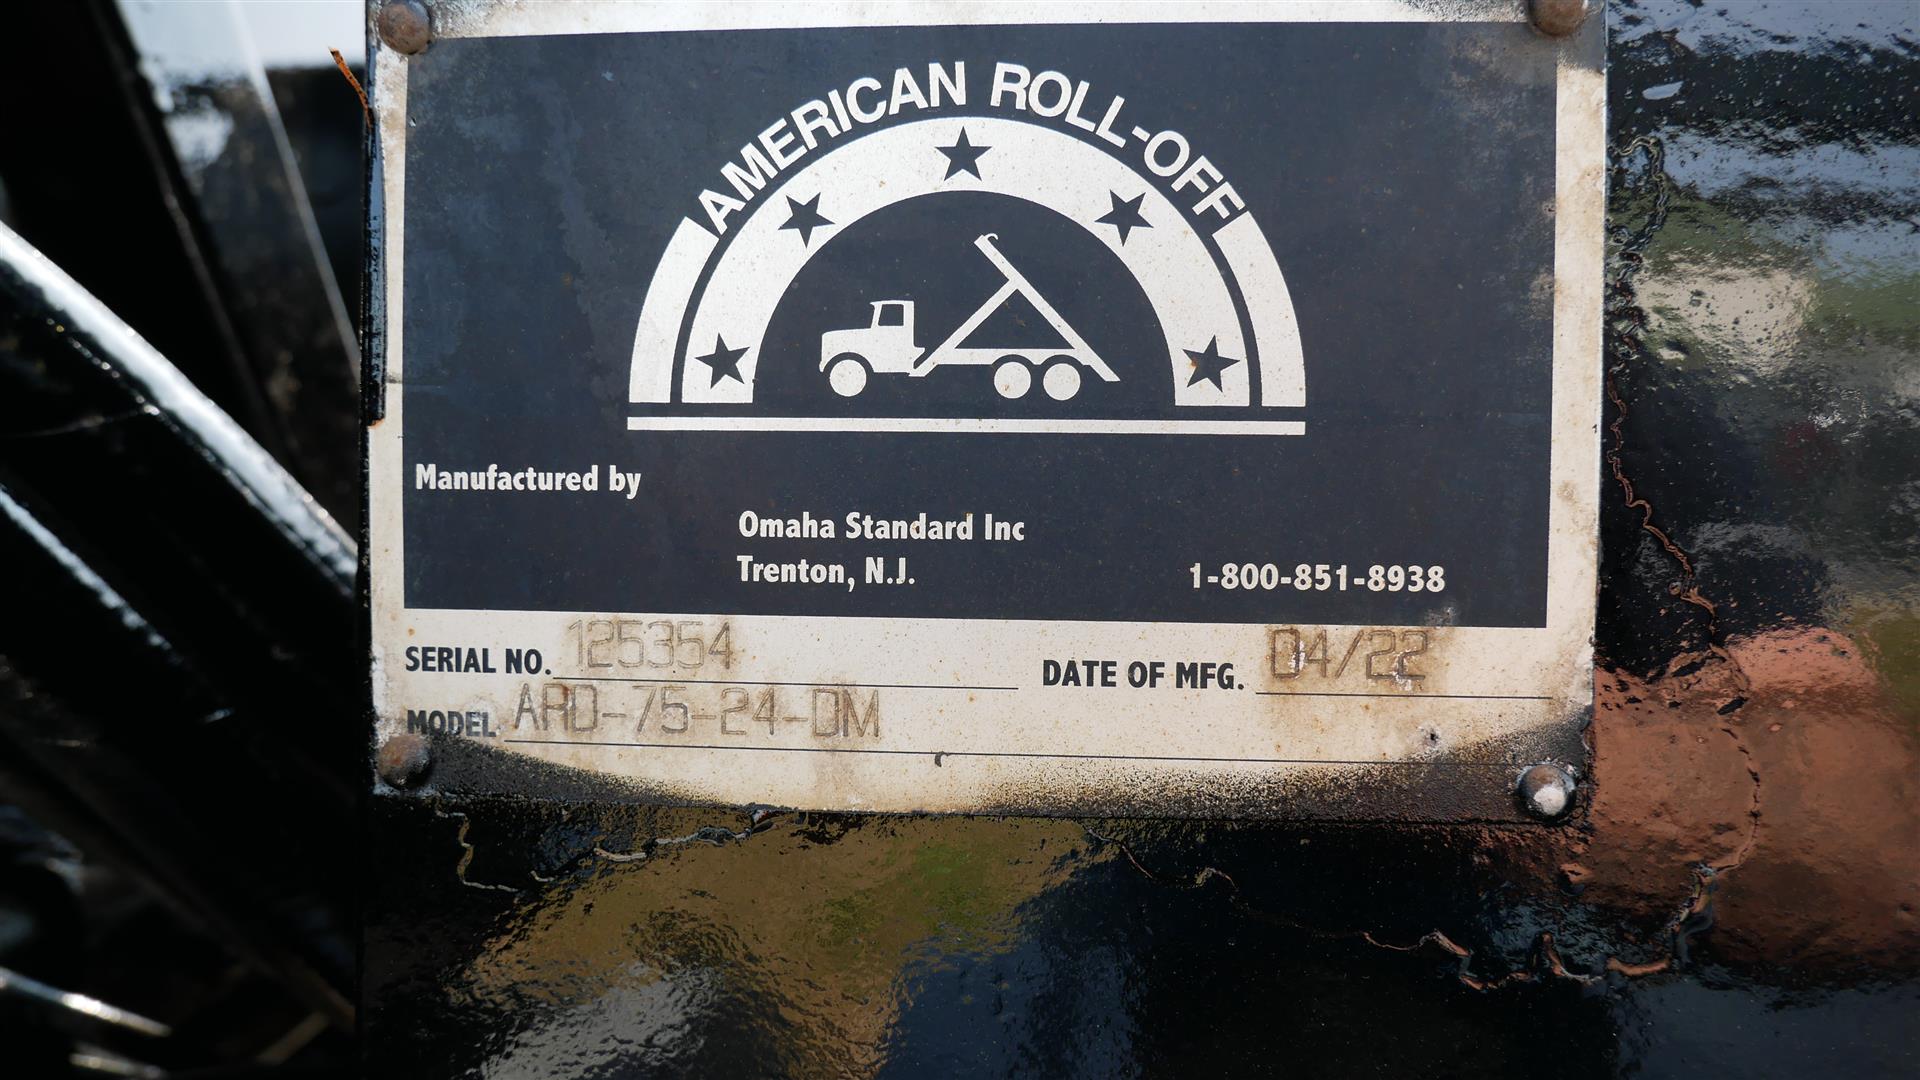 AMERICAN ROLL-OFF
Manufactured by
Omaha Standard Inc
Trenton, N.J.
1-800-851-8938
SERIAL NO. 125354
DATE OF MFG. 04/22
MODEL ARO-75-24-DM